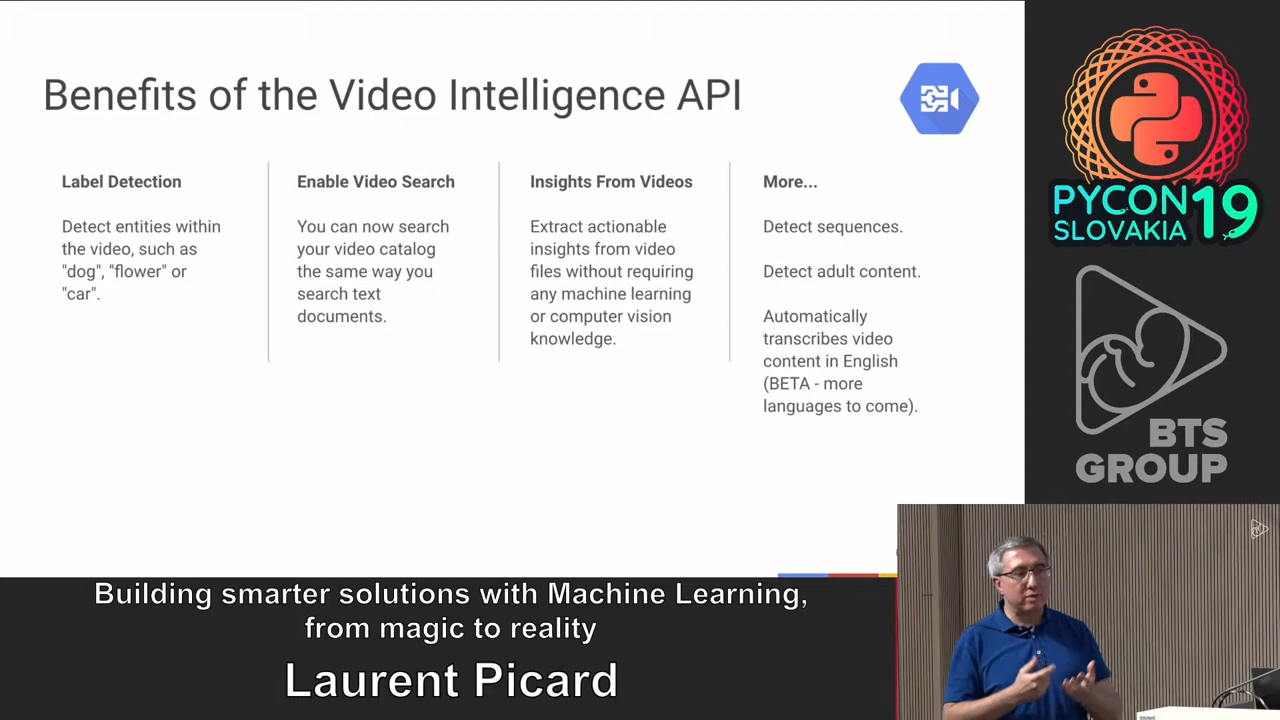 Benefits of the Video Intelligence API
Label Detection
Detect entities within
the video, such as
"dog", "flower" or
"car".
Enable Video Search
You can now search
your video catalog
the same way you
search text
documents.
Insights From Videos
Extract actionable
insights from video
files without requiring
any machine learning
or computer vision
knowledge.
More...
Detect sequences.
Detect adult content.
Automatically
transcribes video
content in English
(BETA - more
languages to come).
PYCON 19
SLOVAKIA
BTS
GROUP
Building smarter solutions with Machine Learning,
from magic to reality
Laurent Picard